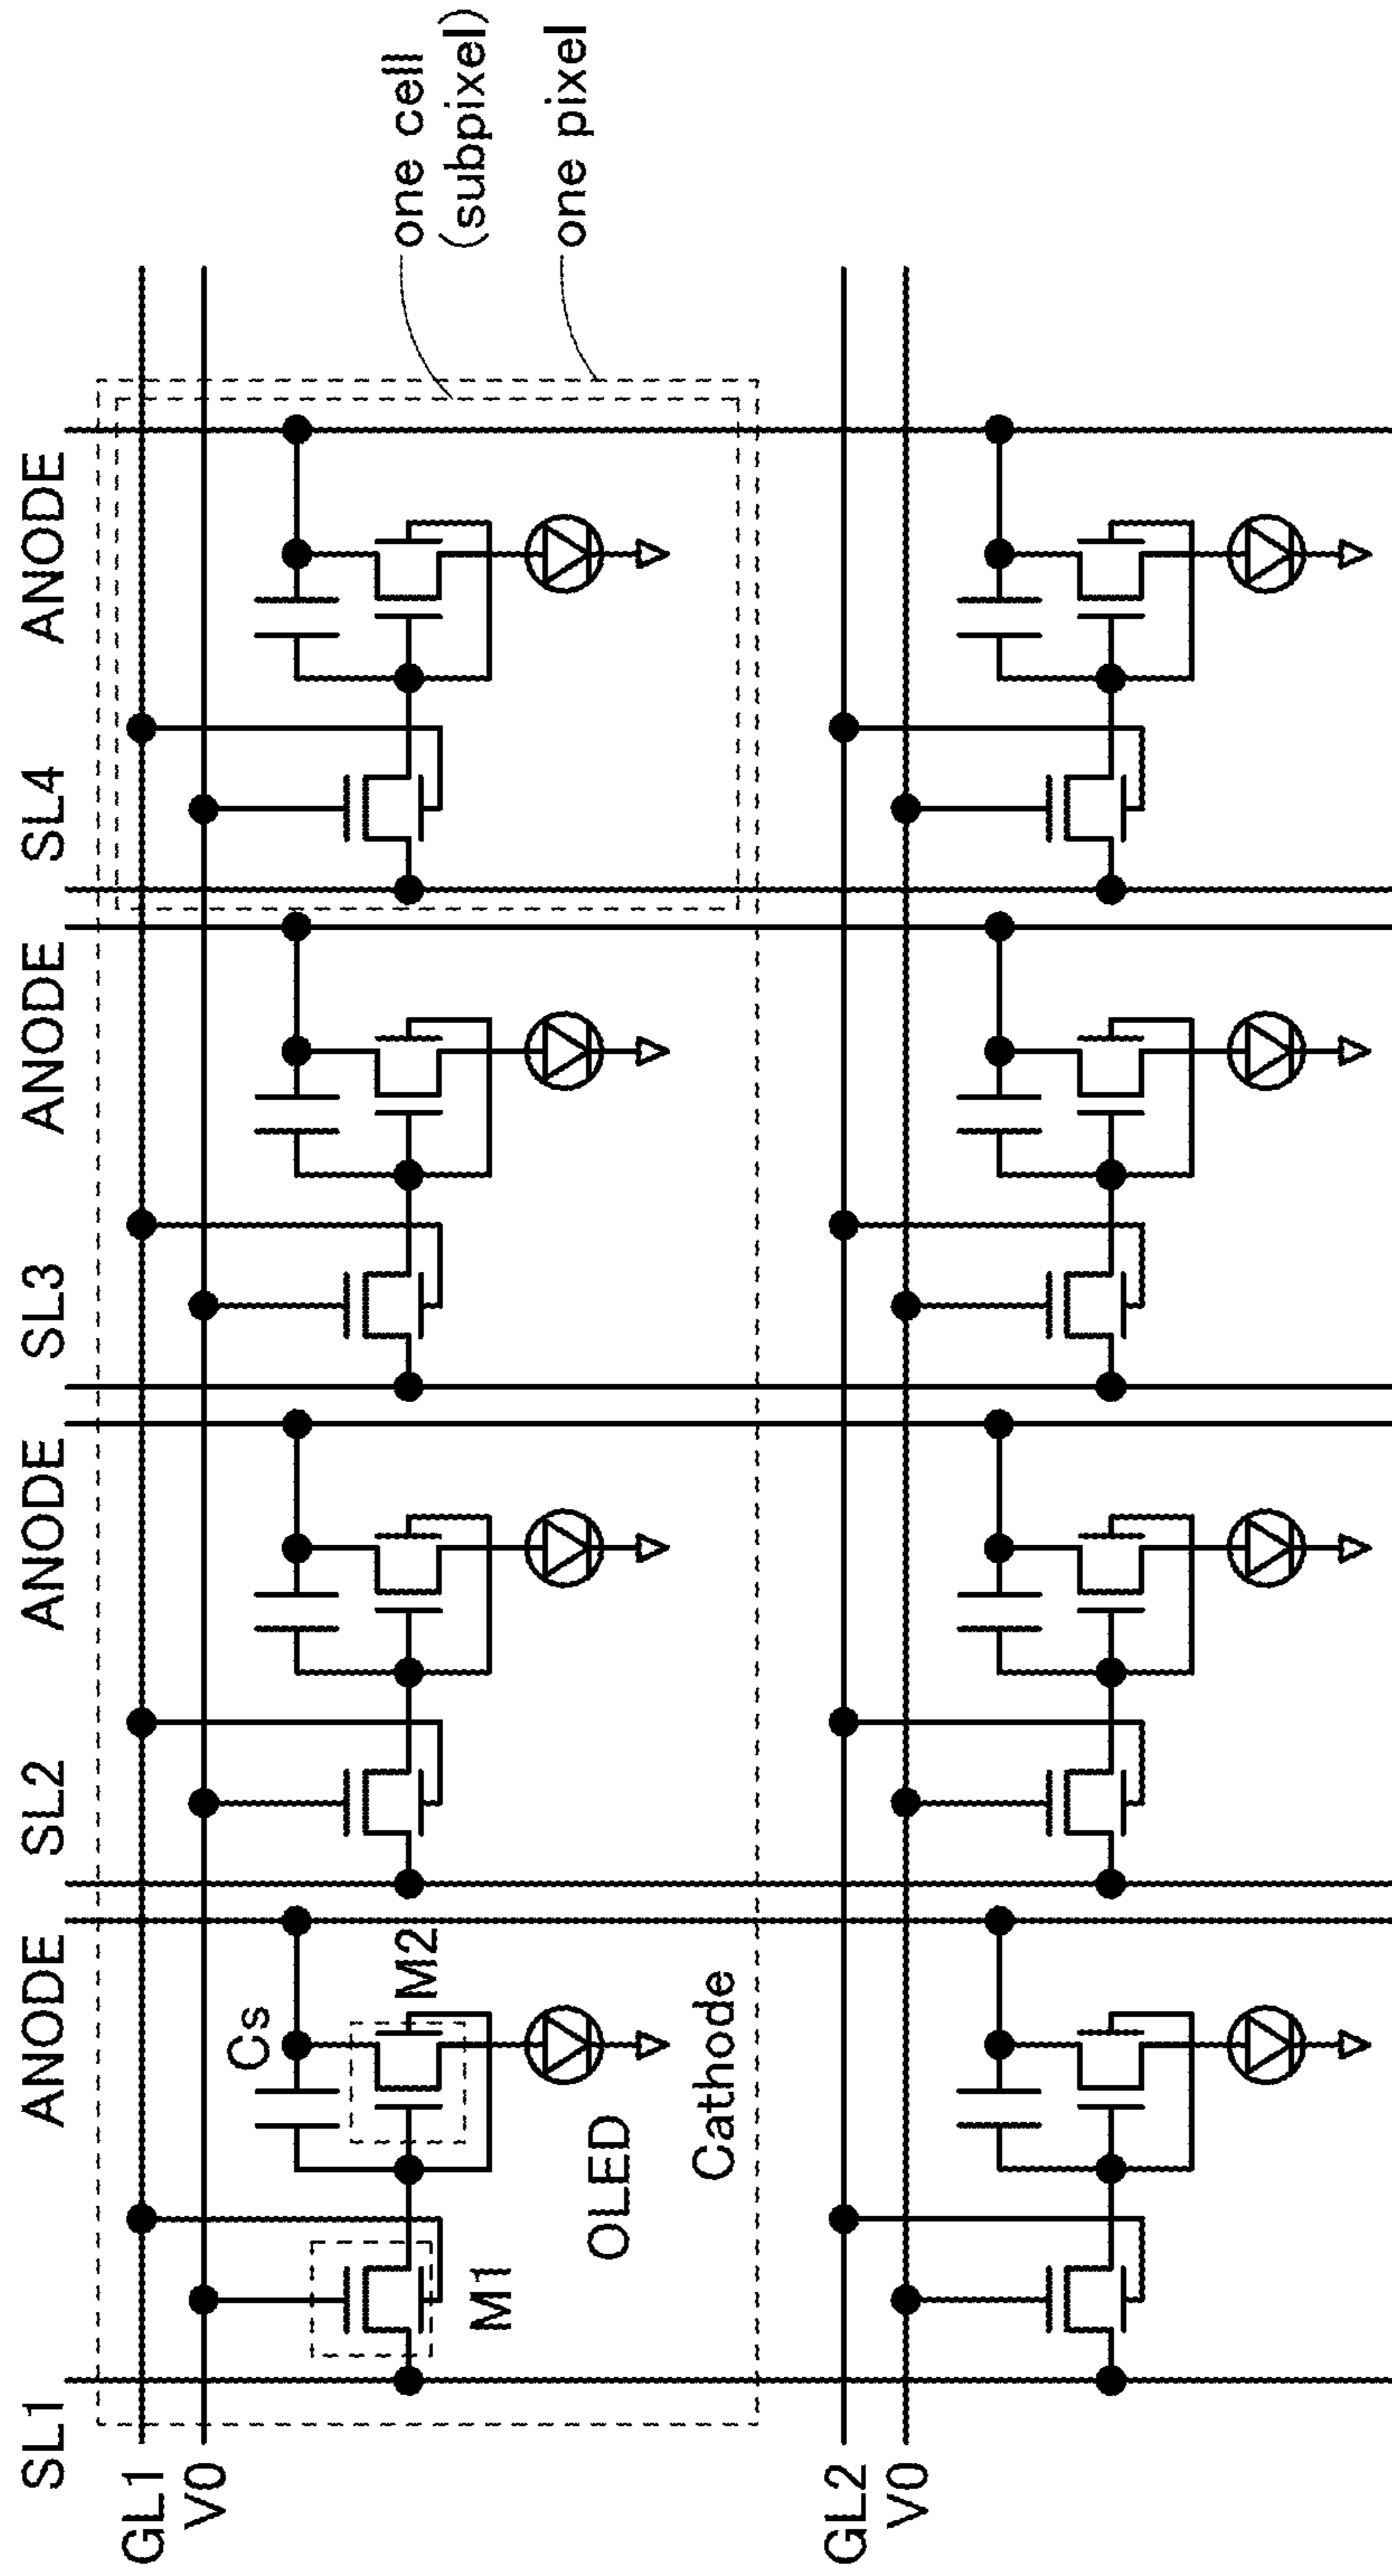 SL1 ANODE SL2 ANODE SL3 ANODE SL4 ANODE
GL1
V0
Cs
M2
M1
OLED
Cathode
one cell
(subpixel)
one pixel
GL2
V0